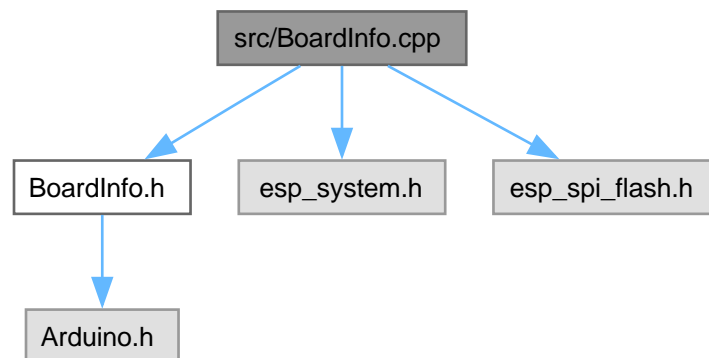 src/BoardInfo.cpp
BoardInfo.h
esp_system.h
esp_spi_flash.h
Arduino.h